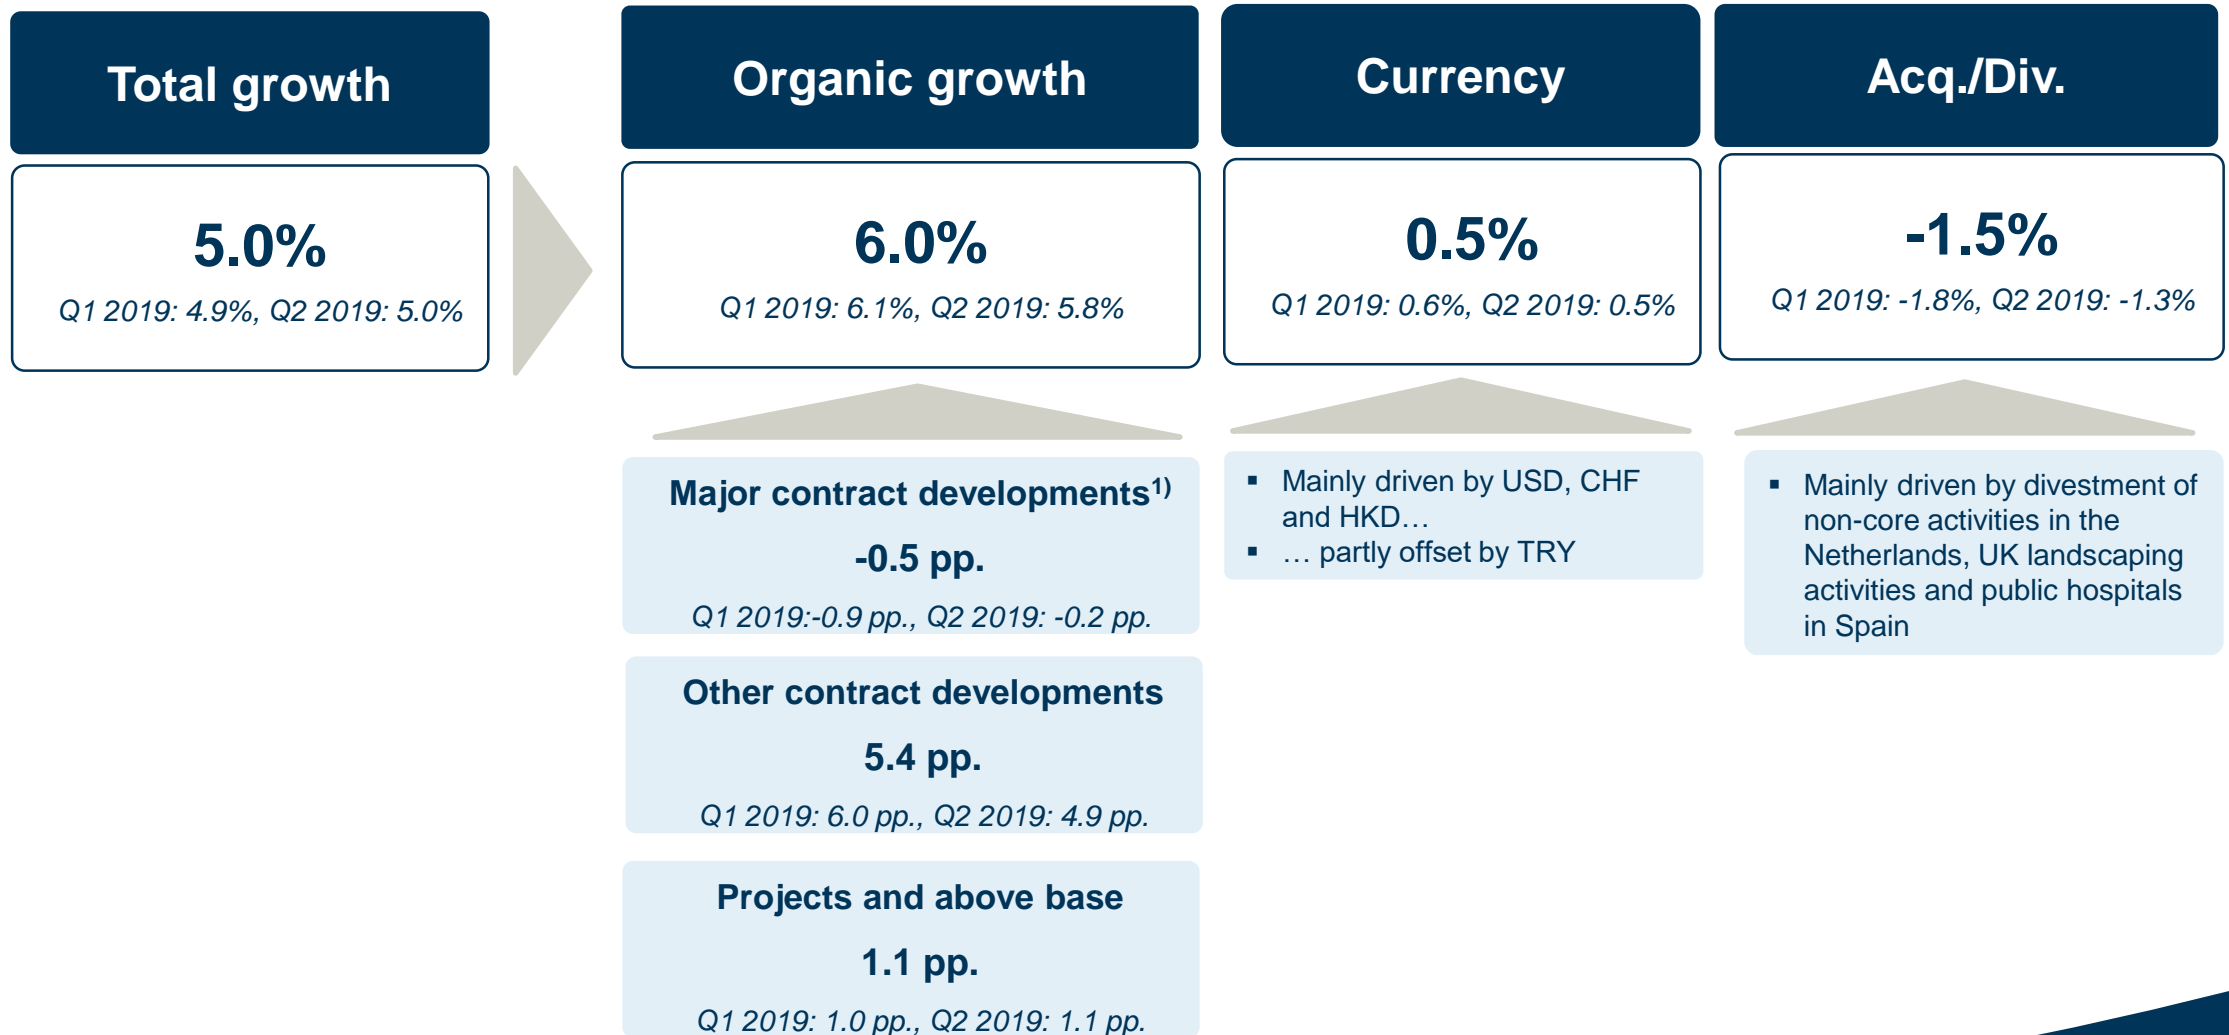 Total growth
5.0%
Q1 2019: 4.9%, Q2 2019: 5.0%
Organic growth
6.0%
Q1 2019: 6.1%, Q2 2019: 5.8%
Major contract developments1)
-0.5 pp.
Q1 2019:-0.9 pp., Q2 2019: -0.2 pp.
Other contract developments
5.4 pp.
Q1 2019: 6.0 pp., Q2 2019: 4.9 pp.
Projects and above base
1.1 pp.
Q1 2019: 1.0 pp., Q2 2019: 1.1 pp.
Currency
0.5%
Q1 2019: 0.6%, Q2 2019: 0.5%
▪ Mainly driven by USD, CHF
and HKD…
▪ … partly offset by TRY
Acq./Div.
-1.5%
Q1 2019: -1.8%, Q2 2019: -1.3%
▪ Mainly driven by divestment of
non-core activities in the
Netherlands, UK landscaping
activities and public hospitals
in Spain